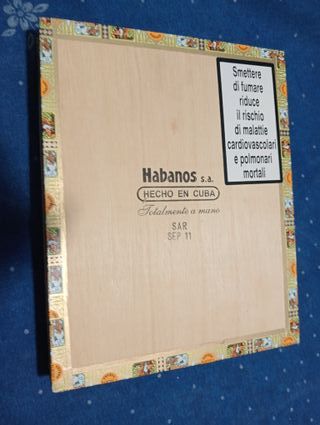 Smettere
di fumare
riduce
il rischio
di malattie
cardiovascolari
e polmonari
mortali
Habanos s.a.
HECHO EN CUBA
Totalmente a mano
SAR
SEP 11